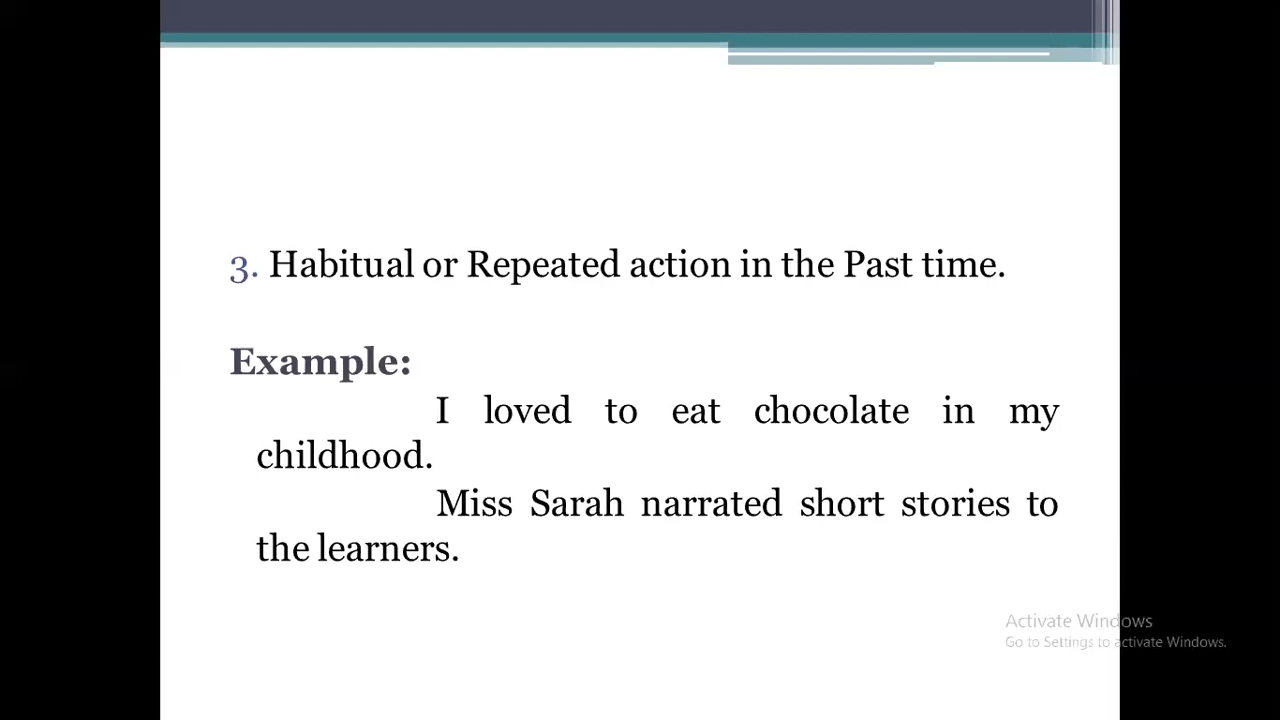 3. Habitual or Repeated action in the Past time.
Example:
I loved to eat chocolate in my
childhood.
Miss Sarah narrated short stories to
the learners.
Activate Windows
Go to Settings to activate Windows.